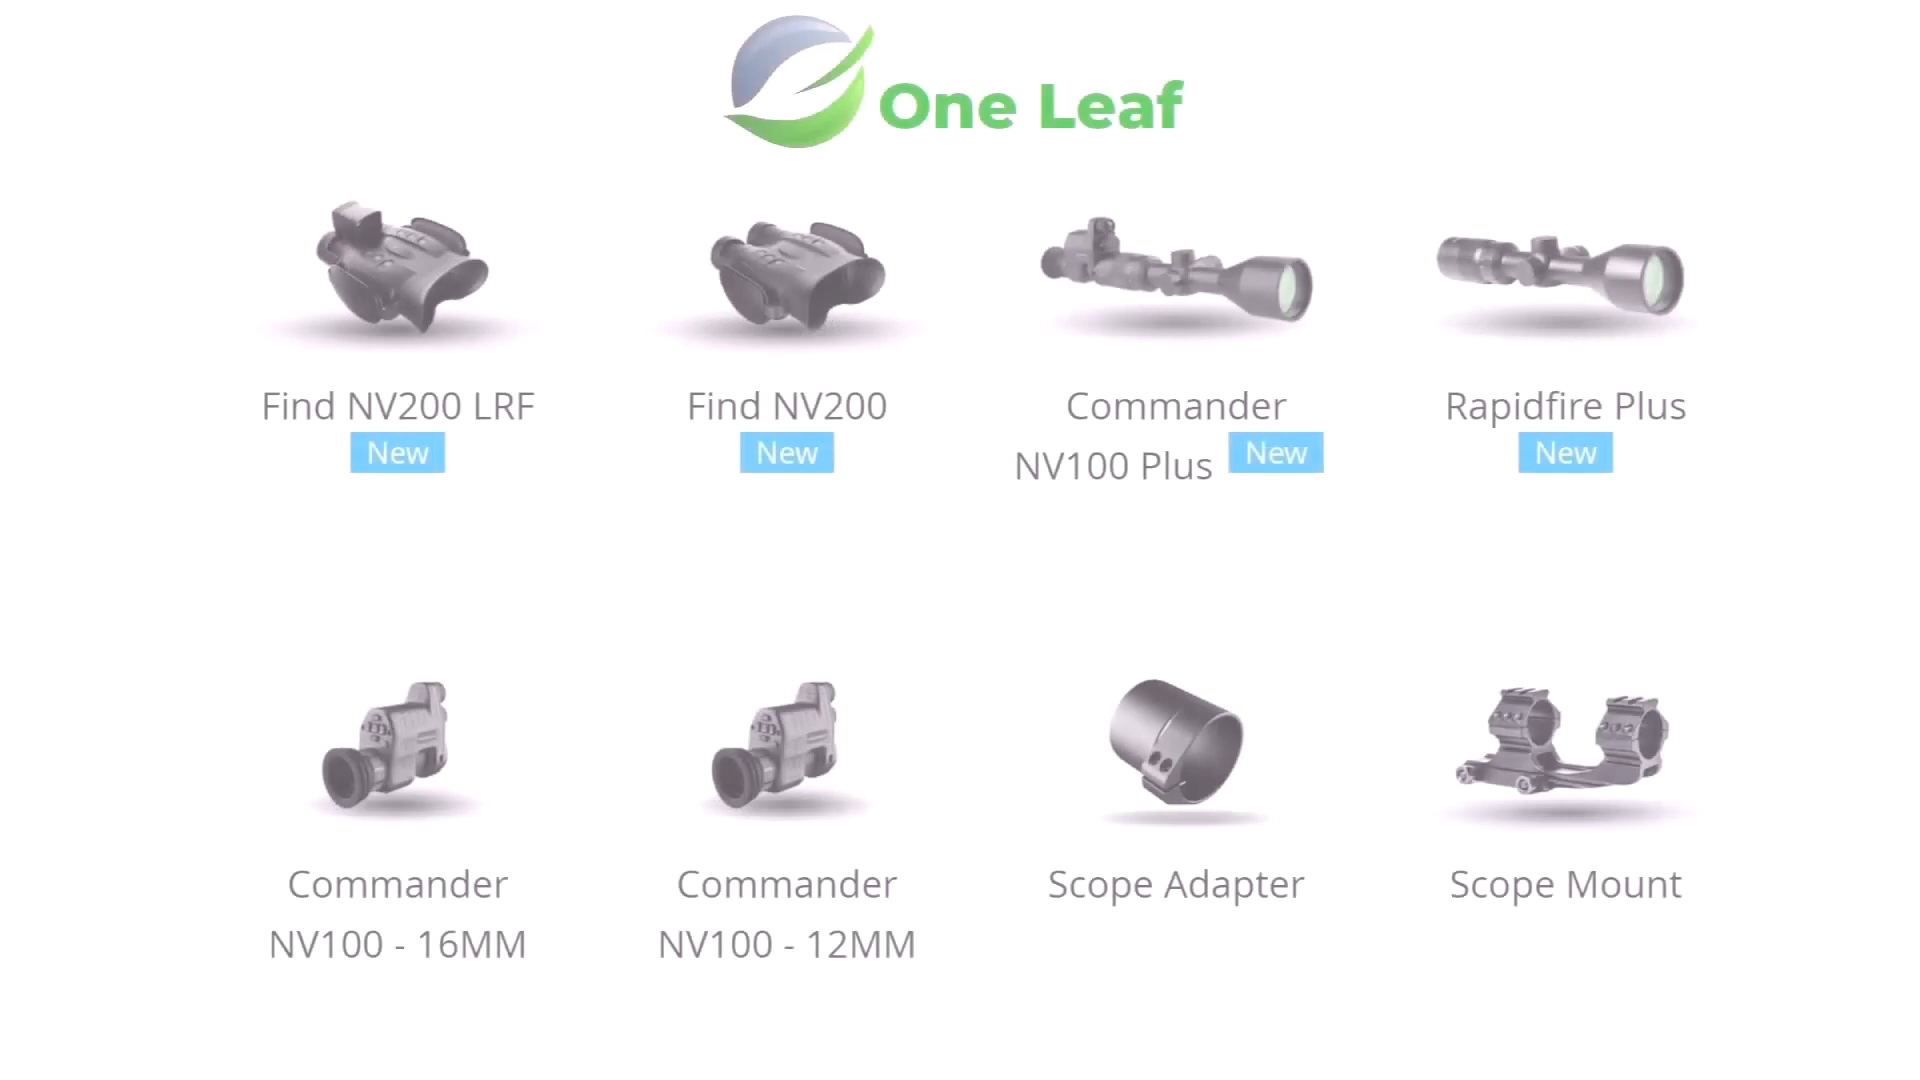 One Leaf
Find NV200 LRF
New
Find NV200
New
Commander
NV100 Plus New
Rapidfire Plus
New
Commander
NV100 - 16MM
Commander
NV100 - 12MM
Scope Adapter
Scope Mount